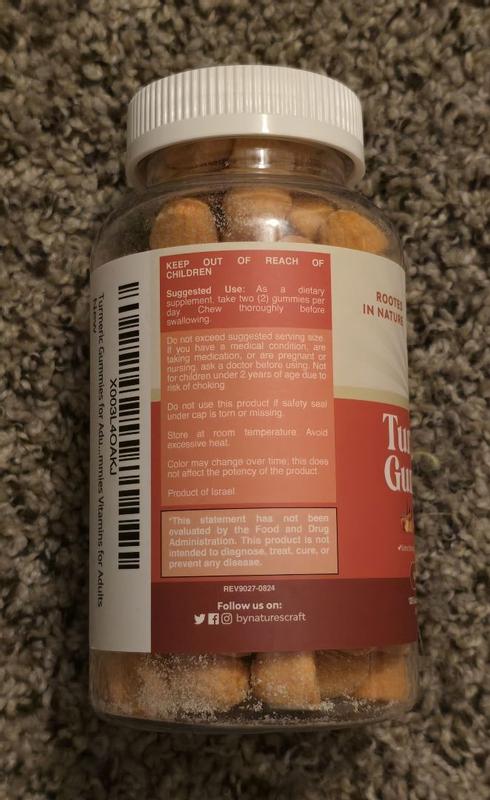 KEEP OUT OF REACH OF
CHILDREN
Suggested Use: As a dietary
supplement, take two (2) gummies per
day Chew thoroughly before
swallowing.
Do not exceed suggested serving size.
If you have a medical condition, are
taking medication, or are pregnant or
nursing, ask a doctor before using. Not
for children under 2 years of age due to
risk of choking
Do not use this product if safety seal
under cap is torn or missing.
Store at room temperature. Avoid
excessive heat.
Color may change over time; this does
not affect the potency of the product.
Product of Israel
*This statement has not been
evaluated by the Food and Drug
Administration. This product is not
intended to diagnose, treat, cure, or
prevent any disease.
REV9027-0824
Follow us on:
bynaturescraft
X003L4OAKJ
Turmeric Gummies for Adu...mmies Vitamins for Adults
New
ROOTED
IN NATURE
Tur
Gu